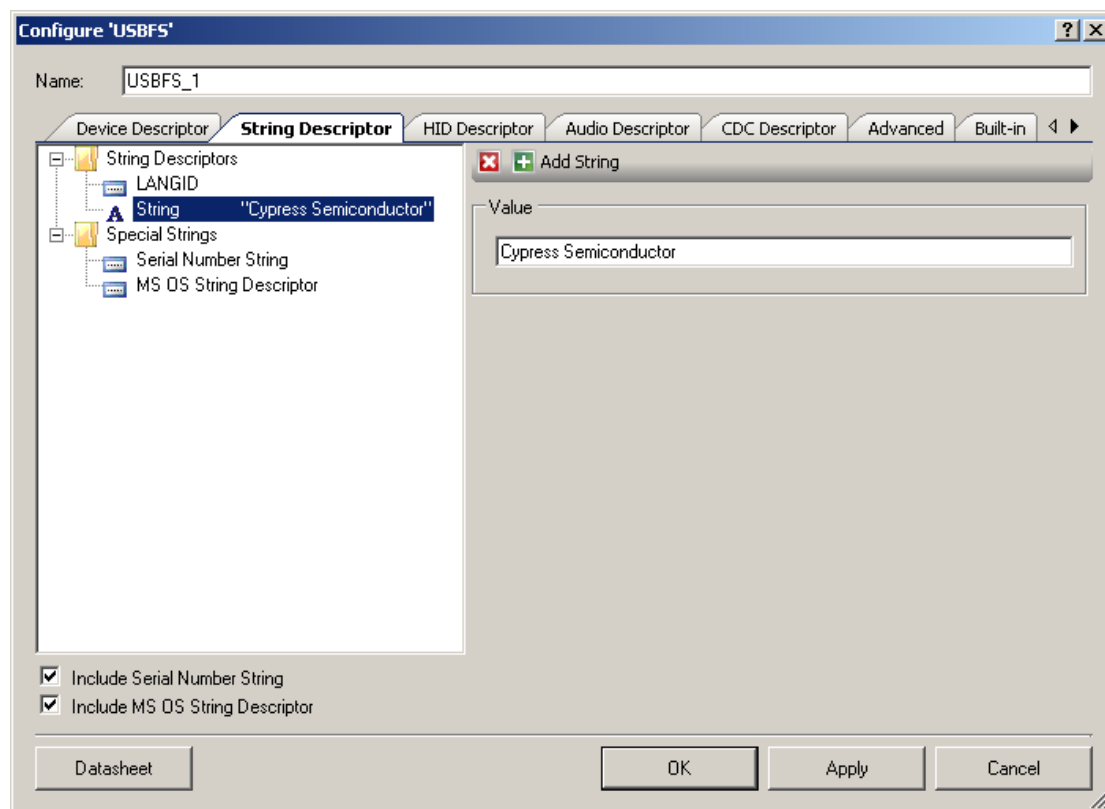 Configure 'USBFS'
Name: USBFS_1
Device Descriptor String Descriptor HID Descriptor Audio Descriptor CDC Descriptor Advanced Built-in
String Descriptors
LANGID
String "Cypress Semiconductor"
Special Strings
Serial Number String
MS OS String Descriptor
Add String
Value
Cypress Semiconductor
Include Serial Number String
Include MS OS String Descriptor
Datasheet OK Apply Cancel